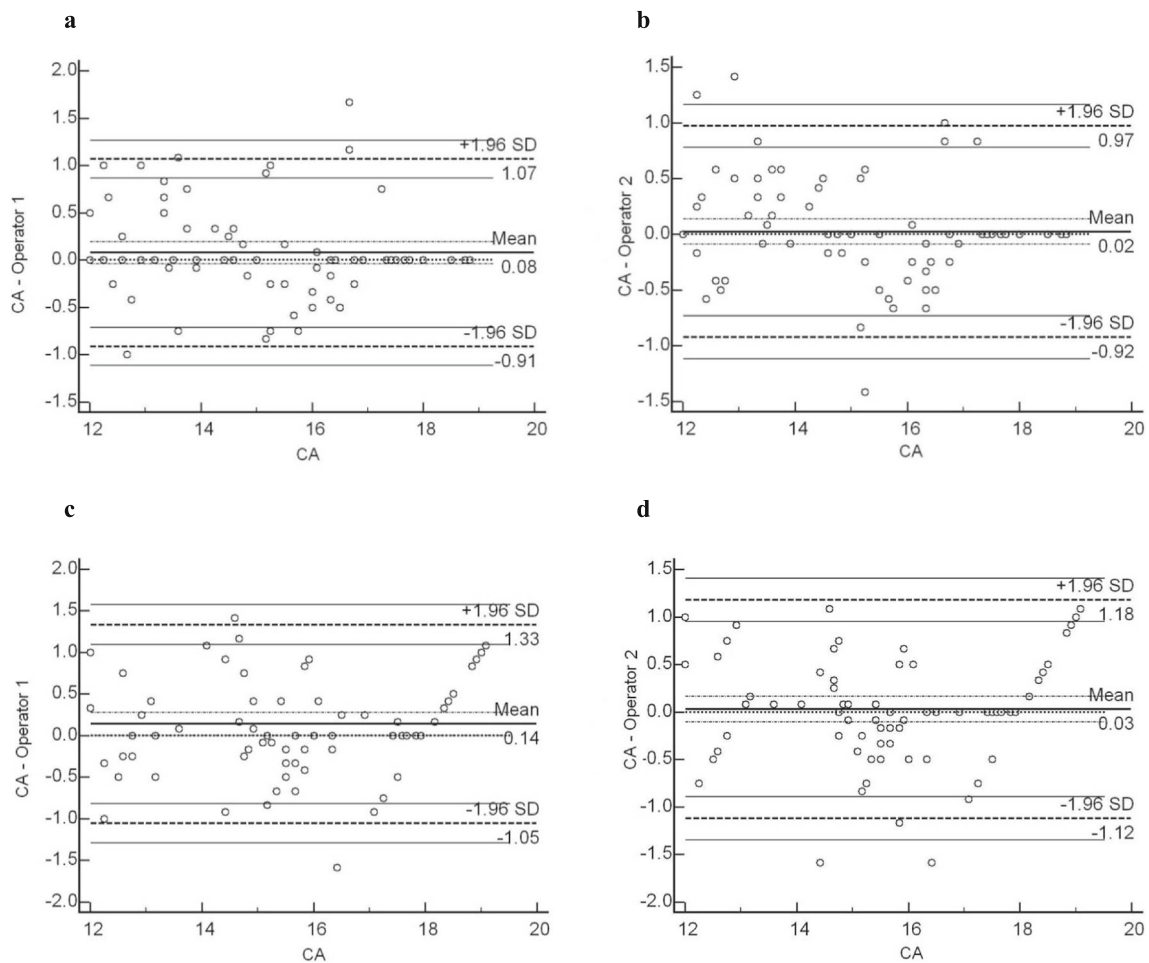 a
2.0
1.5
1.0
0.5
0.0
-0.5
-1.0
-1.5
CA - Operator 1
+1.96 SD
1.07
Mean
0.08
-1.96 SD
-0.91
12 14 16 18 20
CA
b
1.5
1.0
0.5
0.0
-0.5
-1.0
-1.5
CA - Operator 2
+1.96 SD
0.97
Mean
0.02
-1.96 SD
-0.92
12 14 16 18 20
CA
c
2.0
1.5
1.0
0.5
0.0
-0.5
-1.0
-1.5
-2.0
CA - Operator 1
+1.96 SD
1.33
Mean
0.14
-1.96 SD
-1.05
12 14 16 18 20
CA
d
1.5
1.0
0.5
0.0
-0.5
-1.0
-1.5
-2.0
CA - Operator 2
+1.96 SD
1.18
Mean
0.03
-1.96 SD
-1.12
12 14 16 18 20
CA